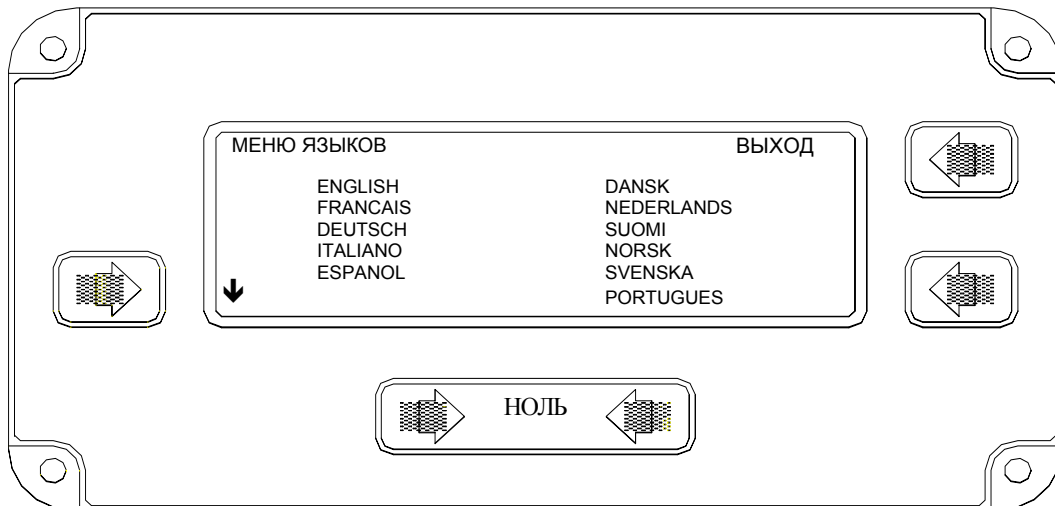 МЕНЮ ЯЗЫКОВ ВЫХОД
ENGLISH DANSK
FRANCAIS NEDERLANDS
DEUTSCH SUOMI
ITALIANO NORSK
ESPANOL SVENSKA
PORTUGUES
НОЛЬ